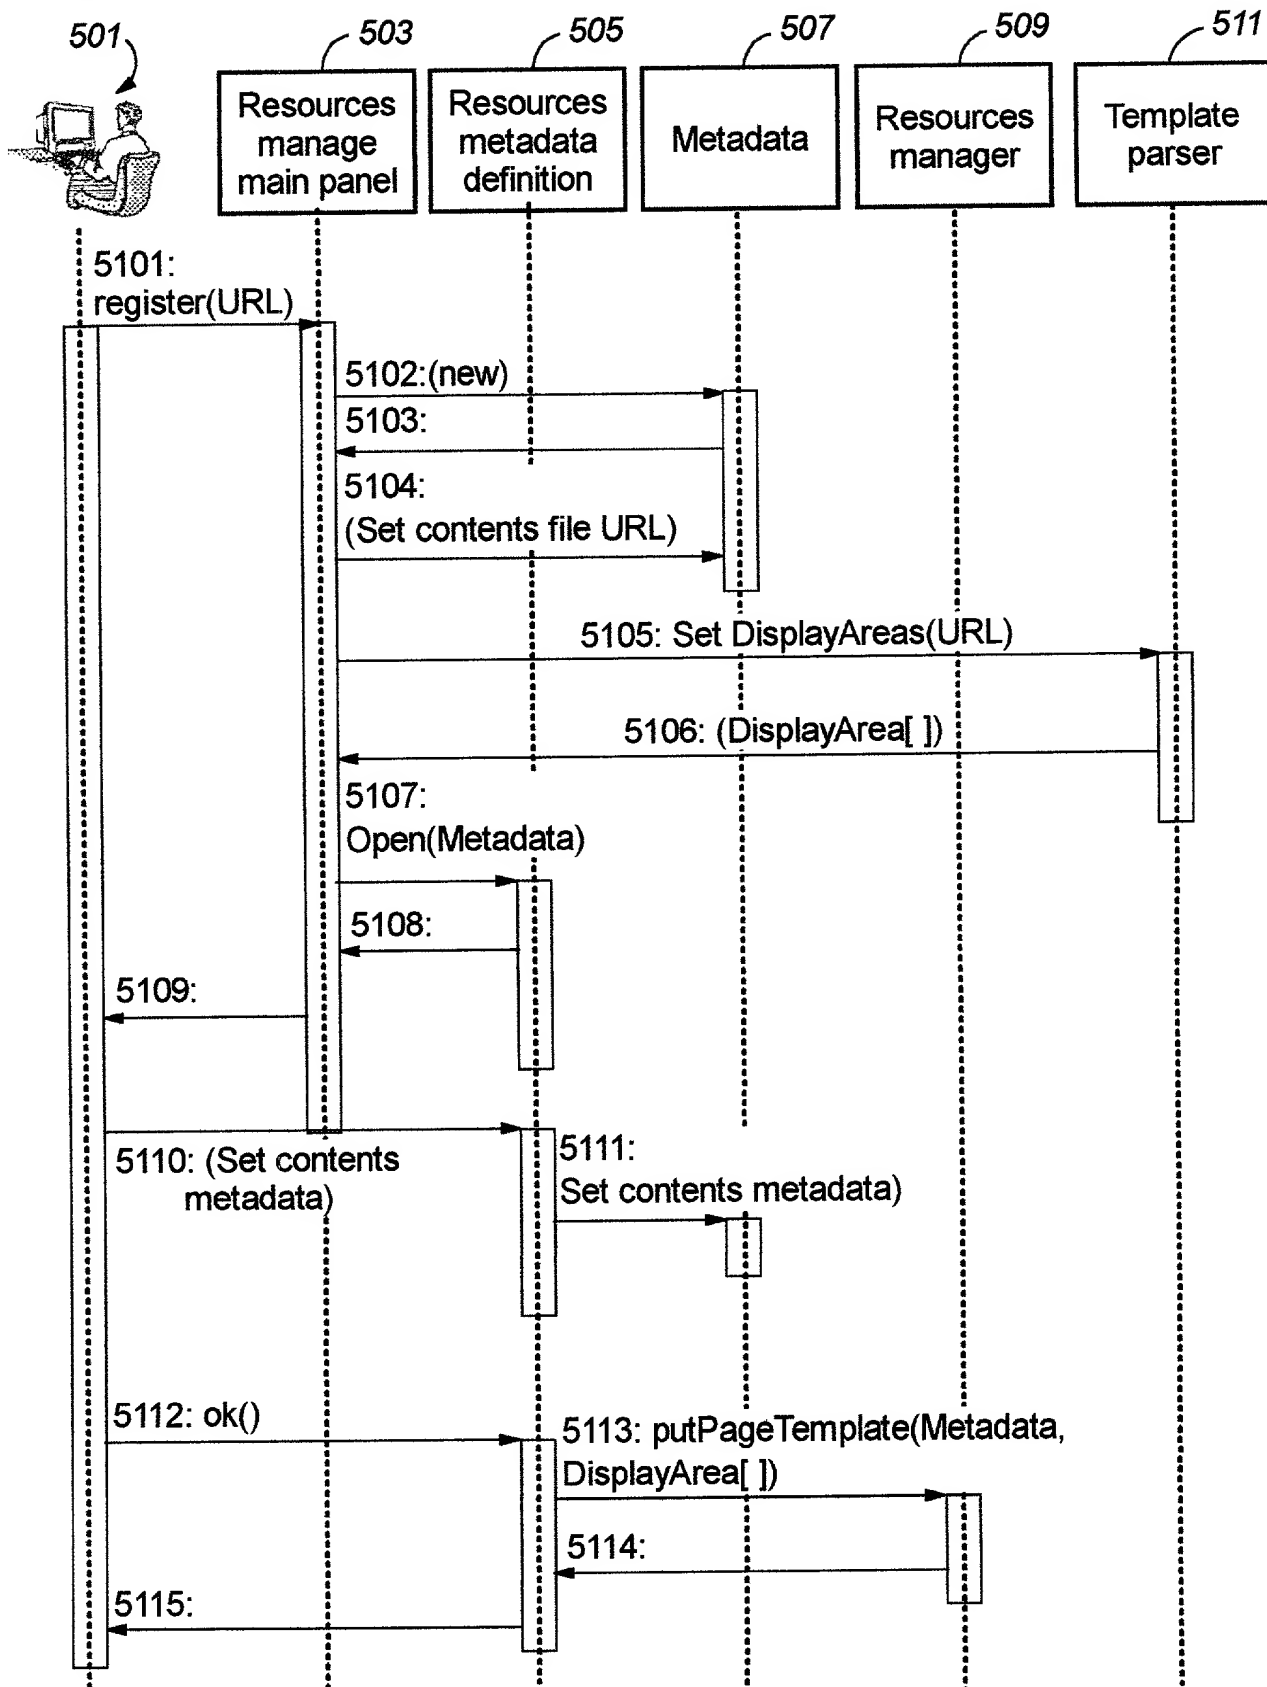 501
503
505
507
509
511
Resources
manage
main panel
Resources
metadata
definition
Metadata
Resources
manager
Template
parser
5101:
register(URL)
5102:(new)
5103:
5104:
(Set contents file URL)
5105: Set DisplayAreas(URL)
5106: (DisplayArea[ ])
5107:
Open(Metadata)
5108:
5109:
5110: (Set contents
metadata)
5111:
Set contents metadata)
5112: ok()
5113: putPageTemplate(Metadata,
DisplayArea[ ])
5114:
5115: